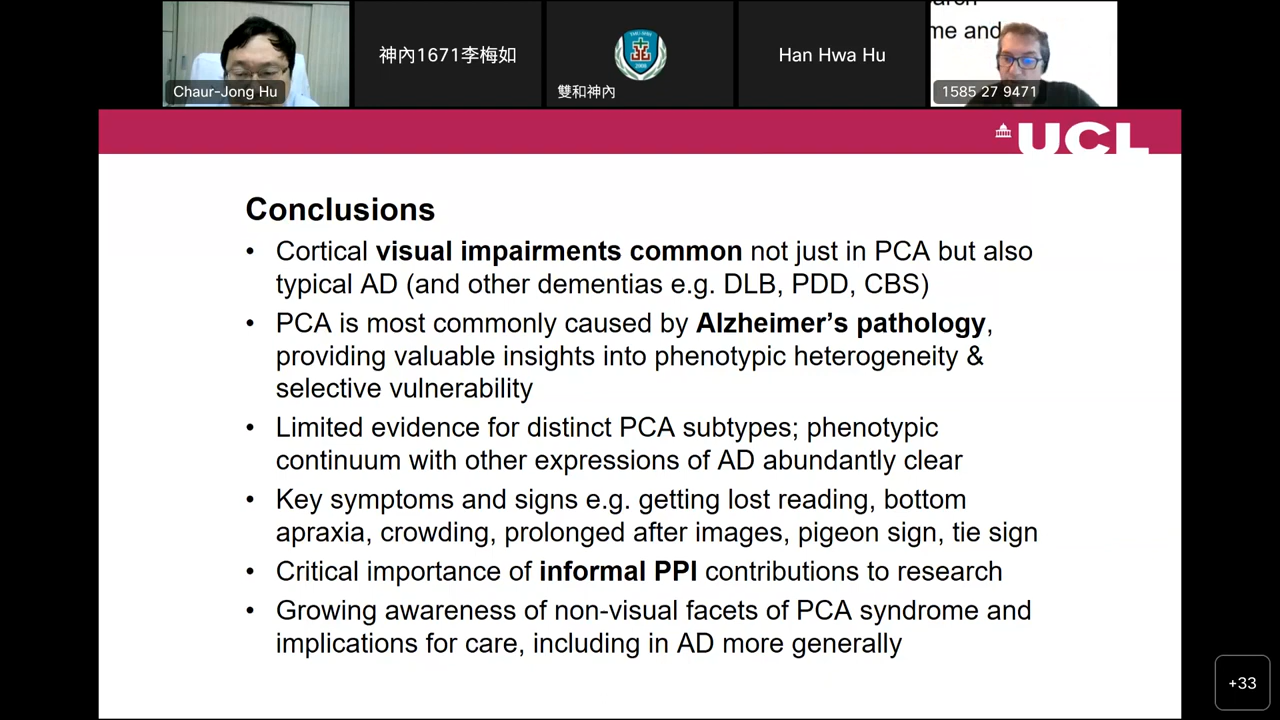 神內1671李梅如
Han Hwa Hu
me and
Chaur-Jong Hu
雙和神內
1585 27 9471
UCL
Conclusions
• Cortical visual impairments common not just in PCA but also
typical AD (and other dementias e.g. DLB, PDD, CBS)
• PCA is most commonly caused by Alzheimer’s pathology,
providing valuable insights into phenotypic heterogeneity &
selective vulnerability
• Limited evidence for distinct PCA subtypes; phenotypic
continuum with other expressions of AD abundantly clear
• Key symptoms and signs e.g. getting lost reading, bottom
apraxia, crowding, prolonged after images, pigeon sign, tie sign
• Critical importance of informal PPI contributions to research
• Growing awareness of non-visual facets of PCA syndrome and
implications for care, including in AD more generally
+33